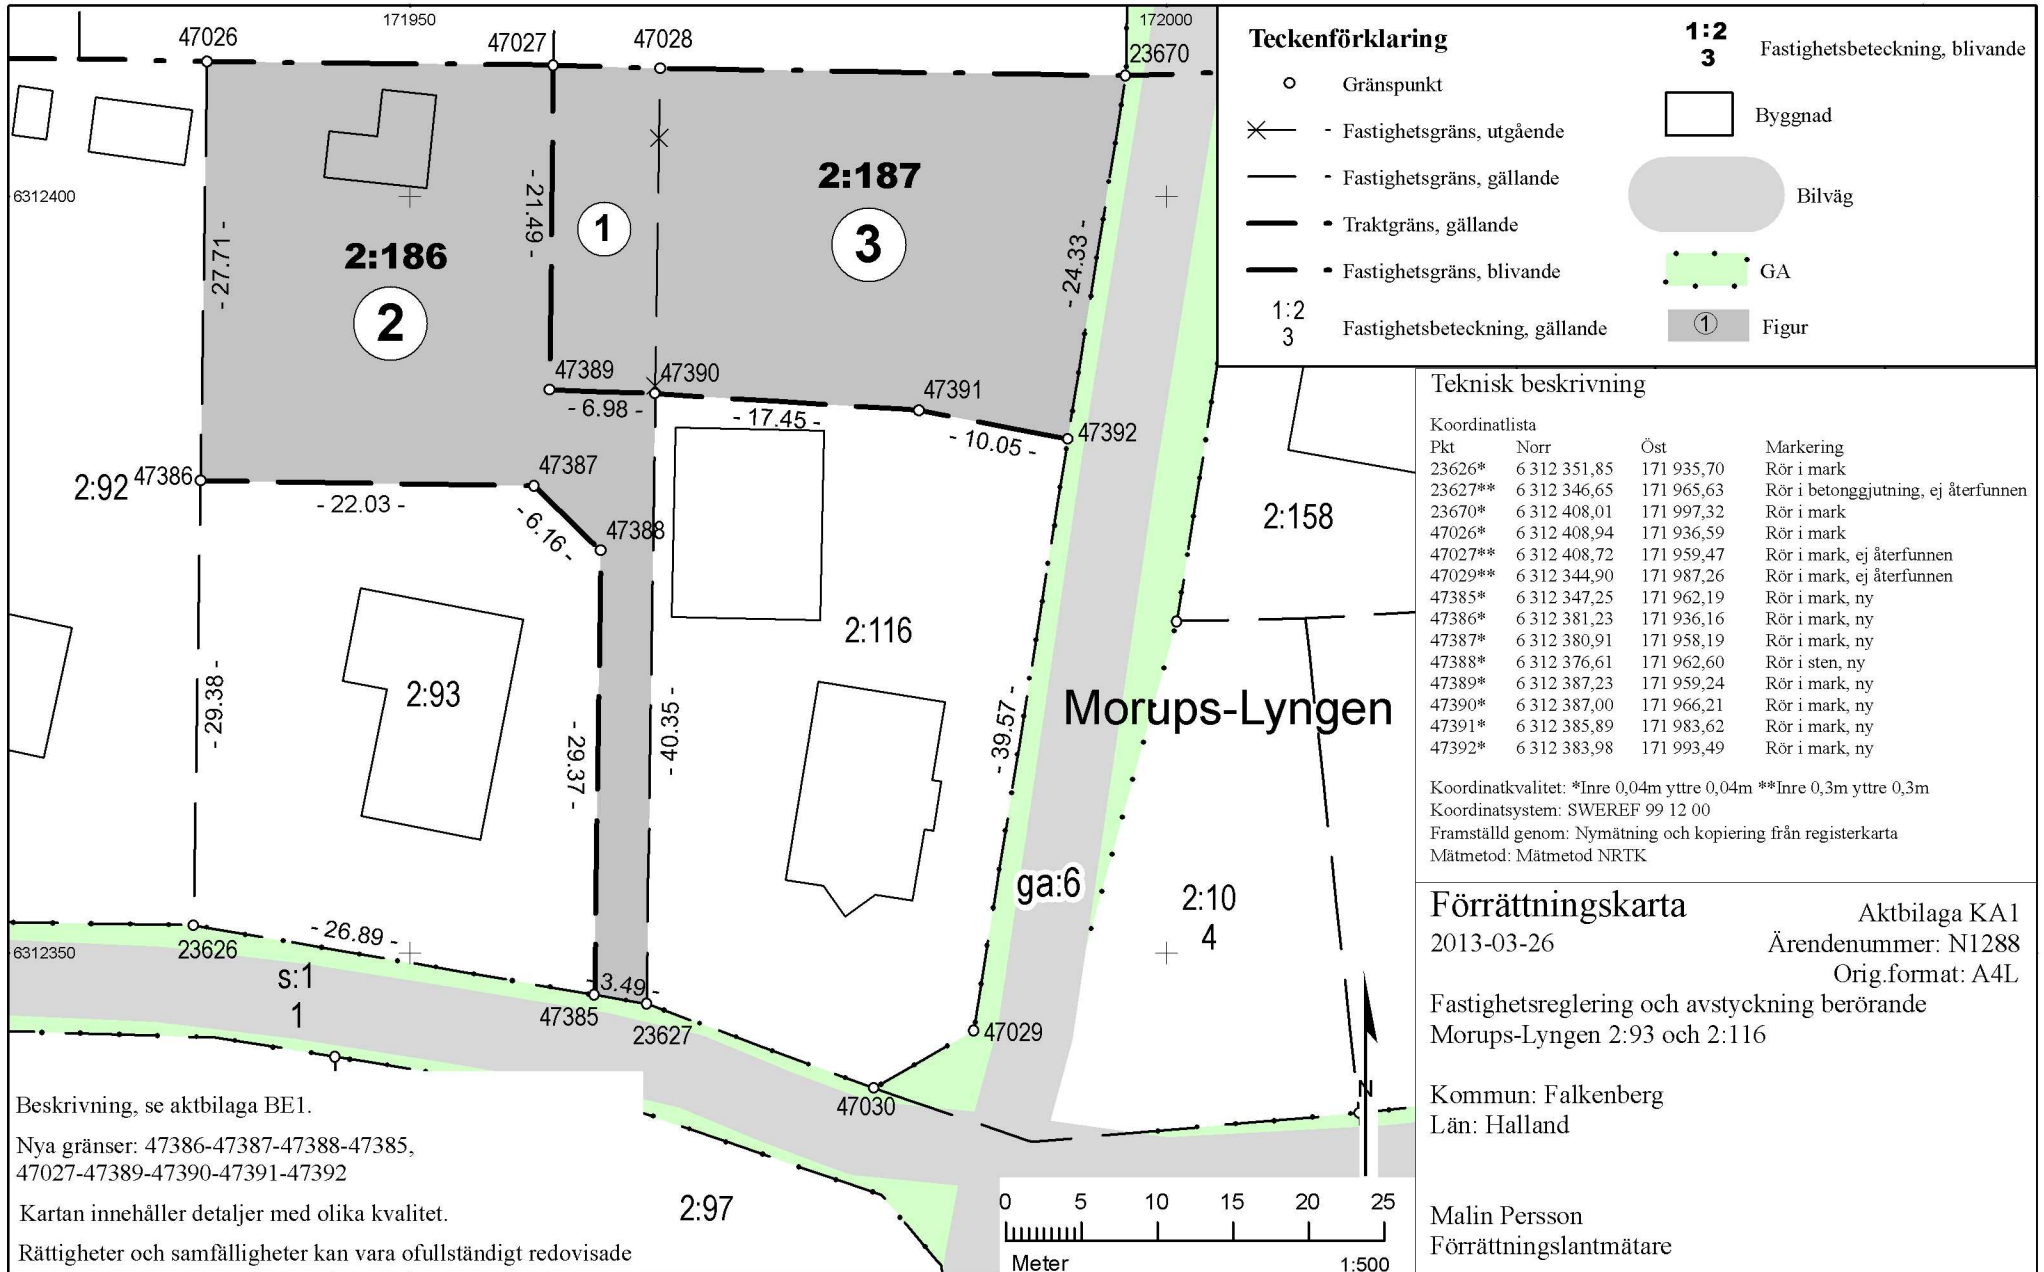 171950
172000
47026
47027
47028
23670
6312400
- 27.71 -
- 21.49 -
1
2:187
3
2:186
2
- 24.33 -
47389
47390
47391
- 6.98 -
- 17.45 -
- 10.05 -
47392
2:92
47386
47387
- 22.03 -
- 6.16 -
47388
2:158
2:116
2:93
- 29.38 -
- 29.37 -
- 40.35 -
- 39.57 -
Morups-Lyngen
ga:6
2:10
4
- 26.89 -
23626
6312350
s:1
1
- 3.49 -
47385
23627
47029
47030
2:97
Beskrivning, se aktbilaga BE1.
Nya gränser: 47386-47387-47388-47385,
47027-47389-47390-47391-47392
Kartan innehåller detaljer med olika kvalitet.
Rättigheter och samfälligheter kan vara ofullständigt redovisade
N
0 5 10 15 20 25
Meter 1:500
Teckenförklaring
Gränspunkt
Fastighetsgräns, utgående
Fastighetsgräns, gällande
Traktgräns, gällande
Fastighetsgräns, blivande
1:2
3
Fastighetsbeteckning, gällande
1:2
3
Fastighetsbeteckning, blivande
Byggnad
Bilväg
GA
1 Figur
Teknisk beskrivning
Koordinatlista
Pkt Norr Öst Markering
23626* 6 312 351,85 171 935,70 Rör i mark
23627** 6 312 346,65 171 965,63 Rör i betonggjutning, ej återfunnen
23670* 6 312 408,01 171 997,32 Rör i mark
47026* 6 312 408,94 171 936,59 Rör i mark
47027** 6 312 408,72 171 959,47 Rör i mark, ej återfunnen
47029** 6 312 344,90 171 987,26 Rör i mark, ej återfunnen
47385* 6 312 347,25 171 962,19 Rör i mark, ny
47386* 6 312 381,23 171 936,16 Rör i mark, ny
47387* 6 312 380,91 171 958,19 Rör i mark, ny
47388* 6 312 376,61 171 962,60 Rör i sten, ny
47389* 6 312 387,23 171 959,24 Rör i mark, ny
47390* 6 312 387,00 171 966,21 Rör i mark, ny
47391* 6 312 385,89 171 983,62 Rör i mark, ny
47392* 6 312 383,98 171 993,49 Rör i mark, ny
Koordinatkvalitet: *Inre 0,04m yttre 0,04m **Inre 0,3m yttre 0,3m
Koordinatsystem: SWEREF 99 12 00
Framställd genom: Nymätning och kopiering från registerkarta
Mätmetod: Mätmetod NRTK
Förrättningskarta
2013-03-26
Aktbilaga KA1
Ärendenummer: N1288
Orig.format: A4L
Fastighetsreglering och avstyckning berörande
Morups-Lyngen 2:93 och 2:116
Kommun: Falkenberg
Län: Halland
Malin Persson
Förrättningslantmätare